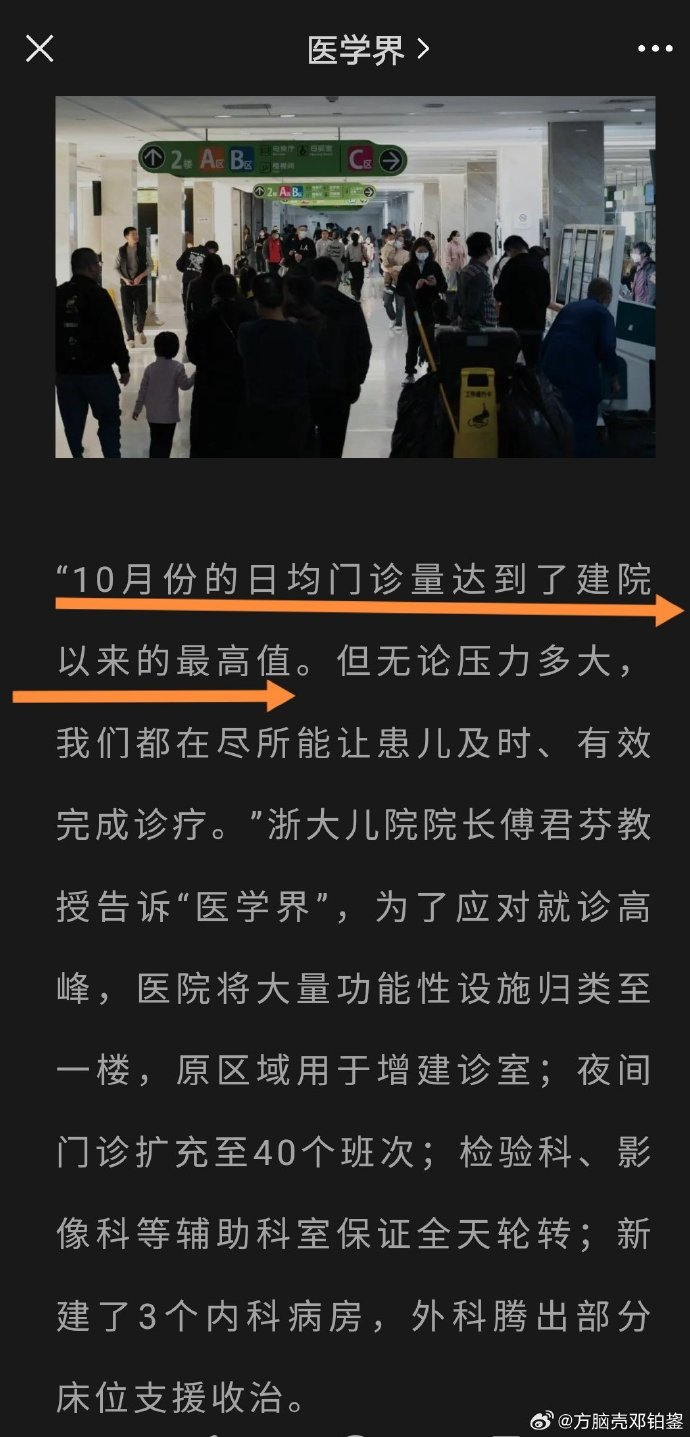 医学界
2楼 A区 B区 C区
2 A B
“10月份的日均门诊量达到了建院
以来的最高值。但无论压力多大，
我们都在尽所能让患儿及时、有效
完成诊疗。”浙大儿院院长傅君芬教
授告诉“医学界”，为了应对就诊高
峰，医院将大量功能性设施归类至
一楼，原区域用于增建诊室；夜间
门诊扩充至40个班次；检验科、影
像科等辅助科室保证全天轮转；新
建了3个内科病房，外科腾出部分
床位支援收治。
@方脑壳邓铂鋆